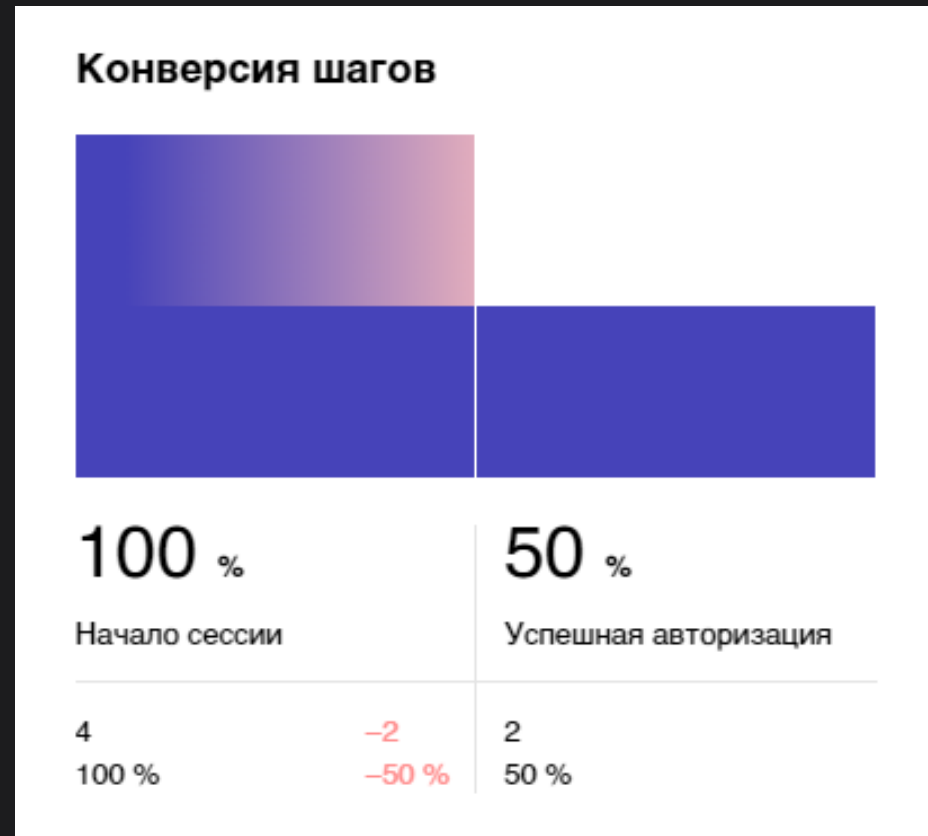 Конверсия шагов
100 %
50 %
Начало сессии
Успешная авторизация
4
–2
2
100 %
–50 %
50 %